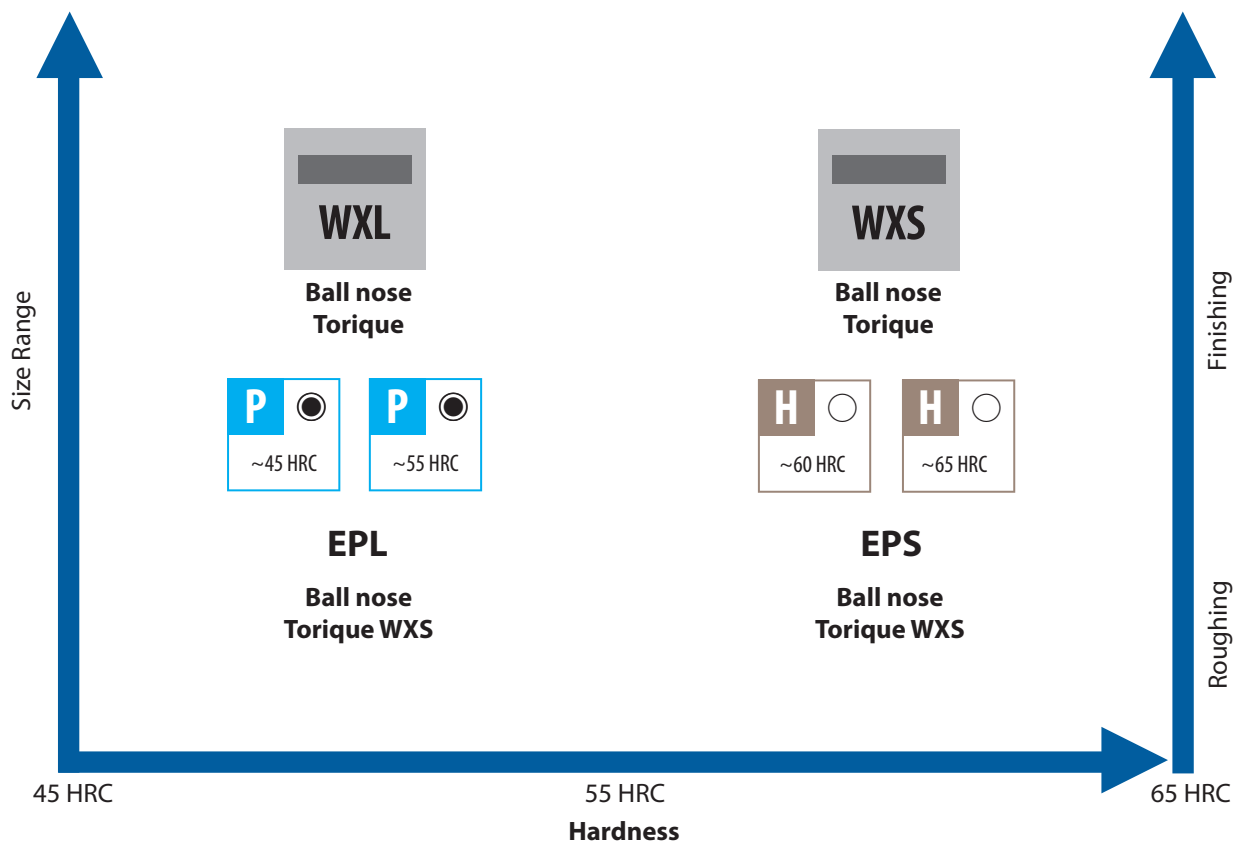 Size Range
WXL
Ball nose
Torique
P
~45 HRC
P
~55 HRC
EPL
Ball nose
Torique WXS
WXS
Ball nose
Torique
H
~60 HRC
H
~65 HRC
EPS
Ball nose
Torique WXS
Finishing
Roughing
45 HRC
55 HRC
65 HRC
Hardness